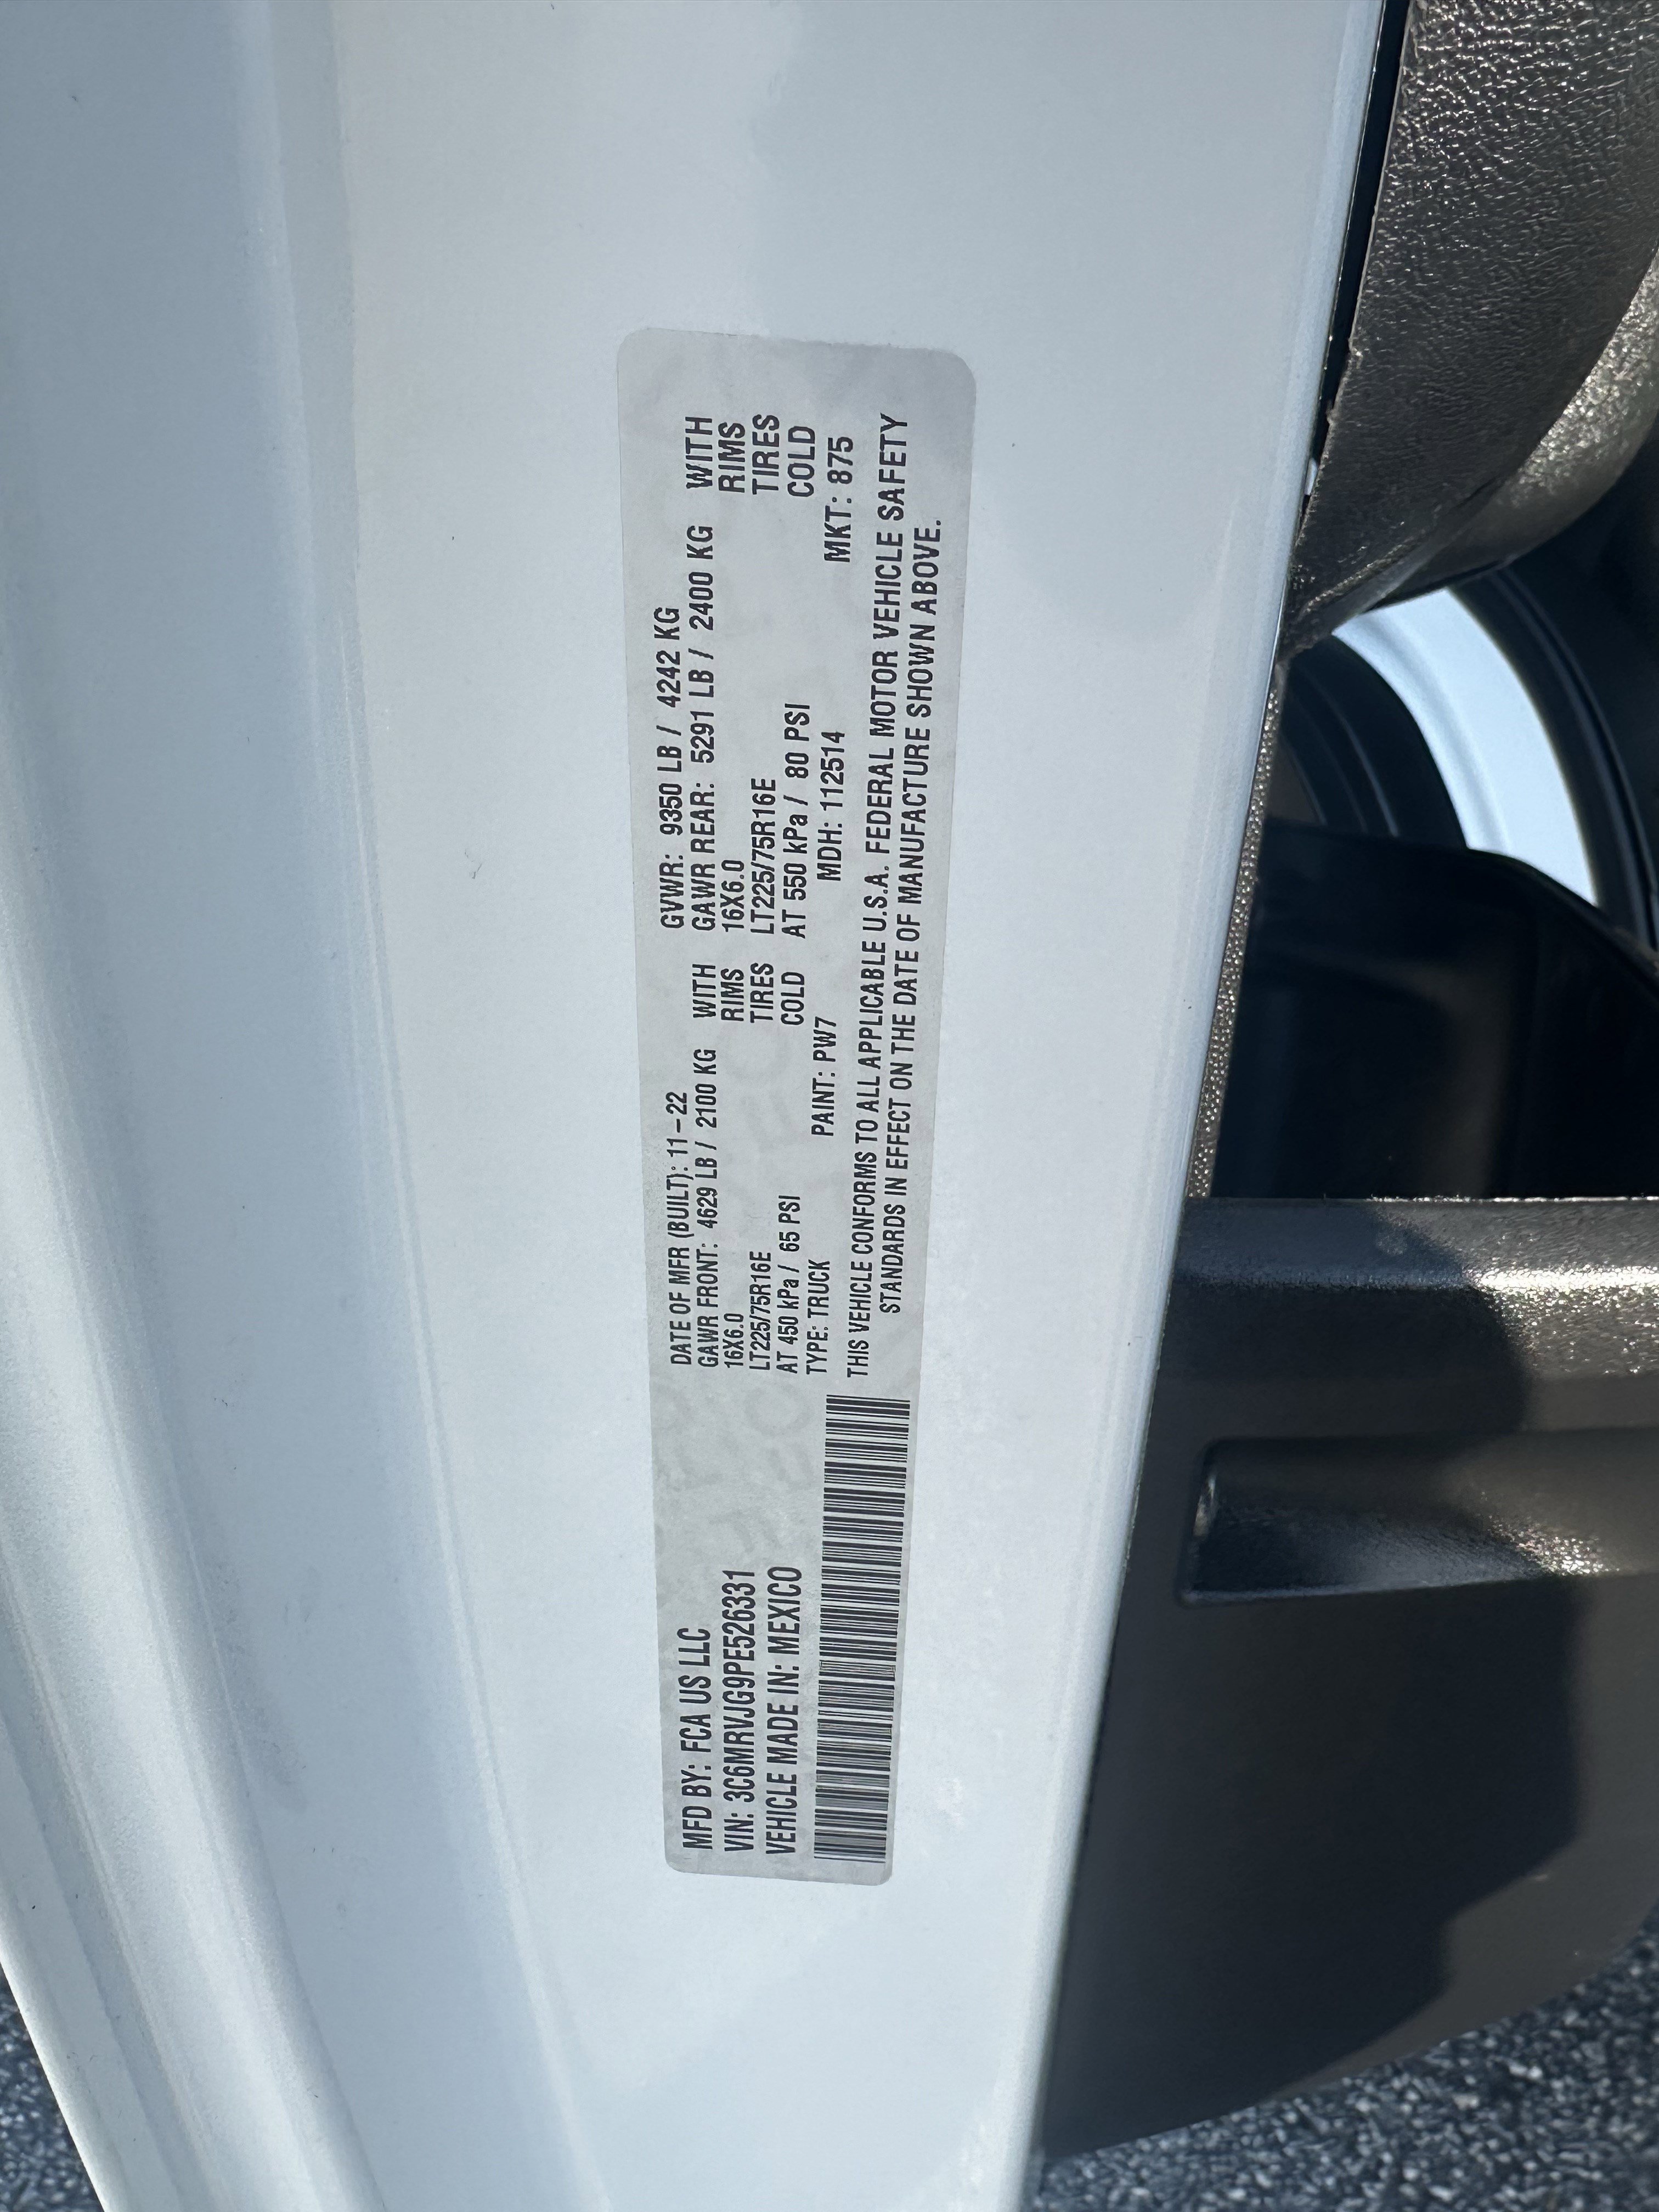 MFD BY: FCA US LLC
VIN: 3C6MRVJG9PE526331
VEHICLE MADE IN: MEXICO
DATE OF MFR (BUILT): 11-22 GVWR: 9350 LB / 4242 KG
GAWR FRONT: 4629 LB / 2100 KG WITH GAWR REAR: 5291 LB / 2400 KG WITH
16X6.0 RIMS 16X6.0 RIMS
LT225/75R16E TIRES LT225/75R16E TIRES
AT 450 kPa / 65 PSI COLD AT 550 kPa / 80 PSI COLD
TYPE: TRUCK PAINT: PW7 MDH: 112514 MKT: 875
THIS VEHICLE CONFORMS TO ALL APPLICABLE U.S.A. FEDERAL MOTOR VEHICLE SAFETY
STANDARDS IN EFFECT ON THE DATE OF MANUFACTURE SHOWN ABOVE.